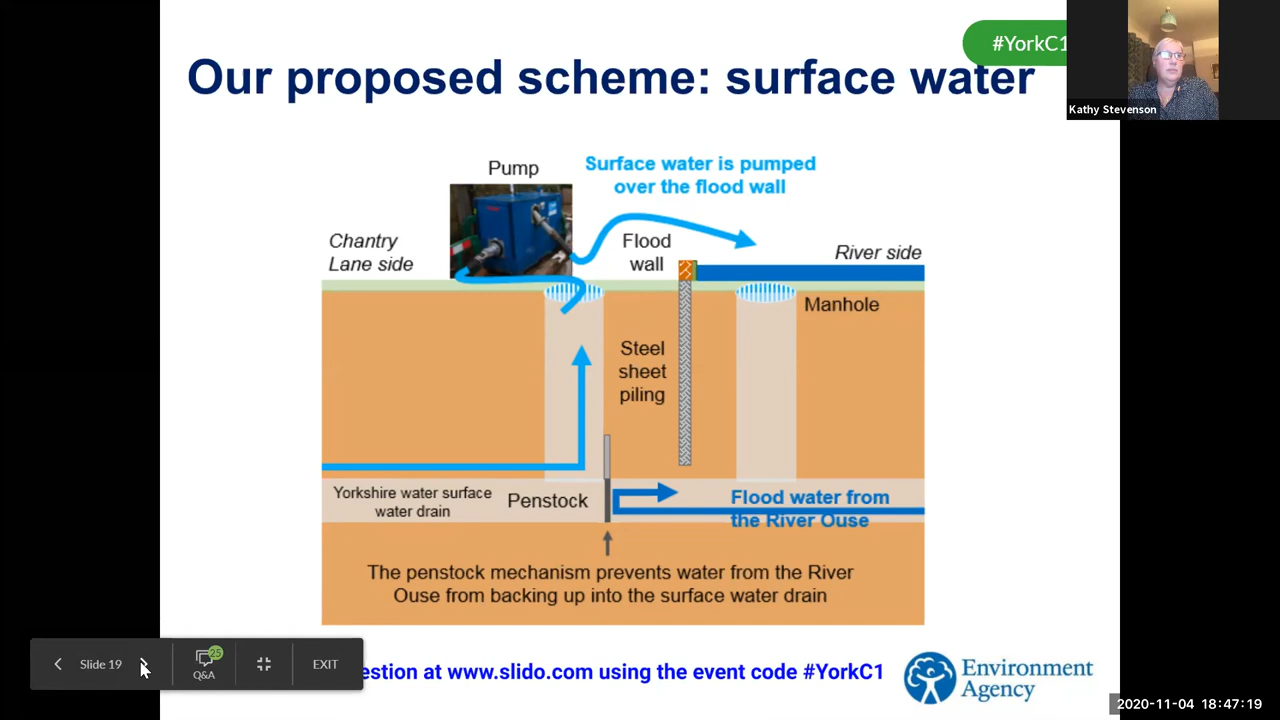 #YorkC1
Our proposed scheme: surface water
Kathy Stevenson
Pump
Surface water is pumped
over the flood wall
Chantry
Lane side
Flood
wall
River side
Manhole
Steel
sheet
piling
Yorkshire water surface
water drain
Penstock
Flood water from
the River Ouse
The penstock mechanism prevents water from the River
Ouse from backing up into the surface water drain
Slide 19
25
Q&A
EXIT
estion at www.slido.com using the event code #YorkC1
Environment
Agency
2020-11-04 18:47:19